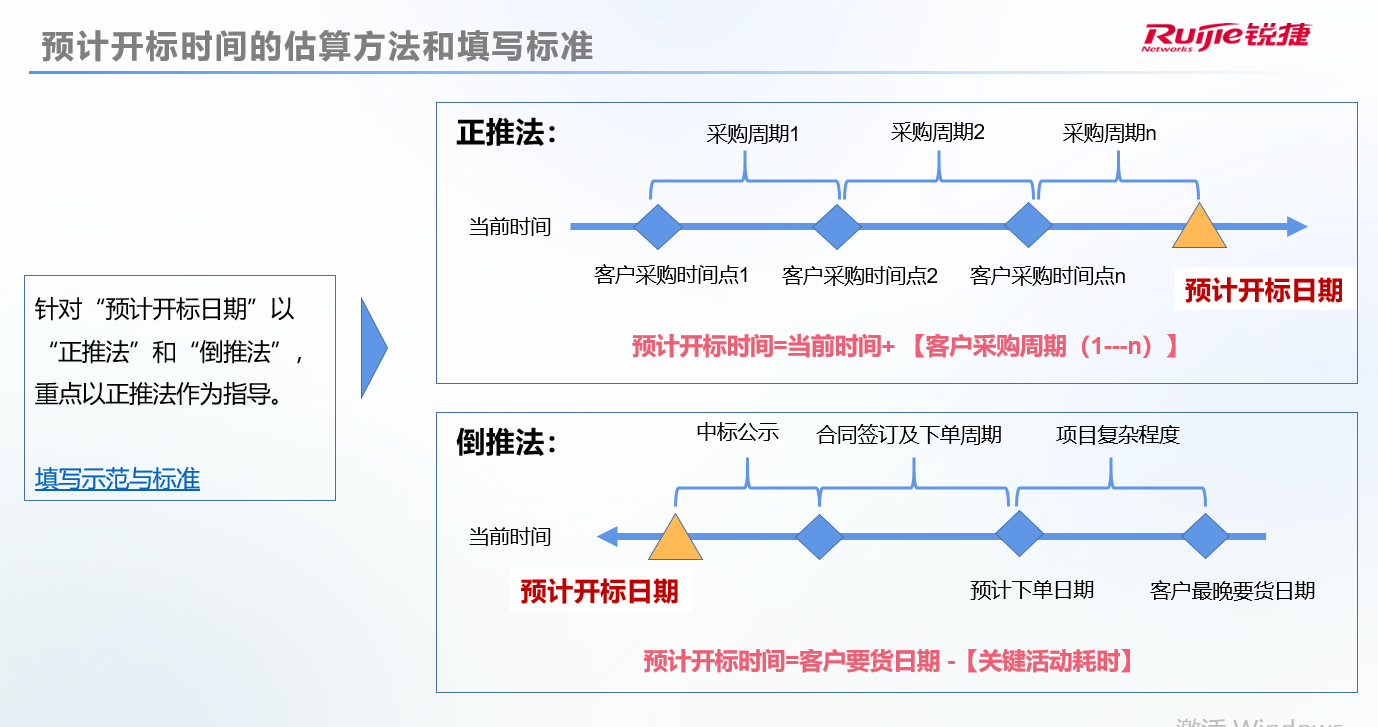 预计开标时间的估算方法和填写标准
Ruijie锐捷
Networks
正推法：
采购周期1
采购周期2
采购周期n
当前时间
客户采购时间点1
客户采购时间点2
客户采购时间点n
预计开标日期
预计开标时间=当前时间+ 【客户采购周期（1---n）】
针对“预计开标日期”以
“正推法”和“倒推法”，
重点以正推法作为指导。
填写示范与标准
倒推法：
中标公示
合同签订及下单周期
项目复杂程度
当前时间
预计开标日期
预计下单日期
客户最晚要货日期
预计开标时间=客户要货日期 -【关键活动耗时】
激活 Windows